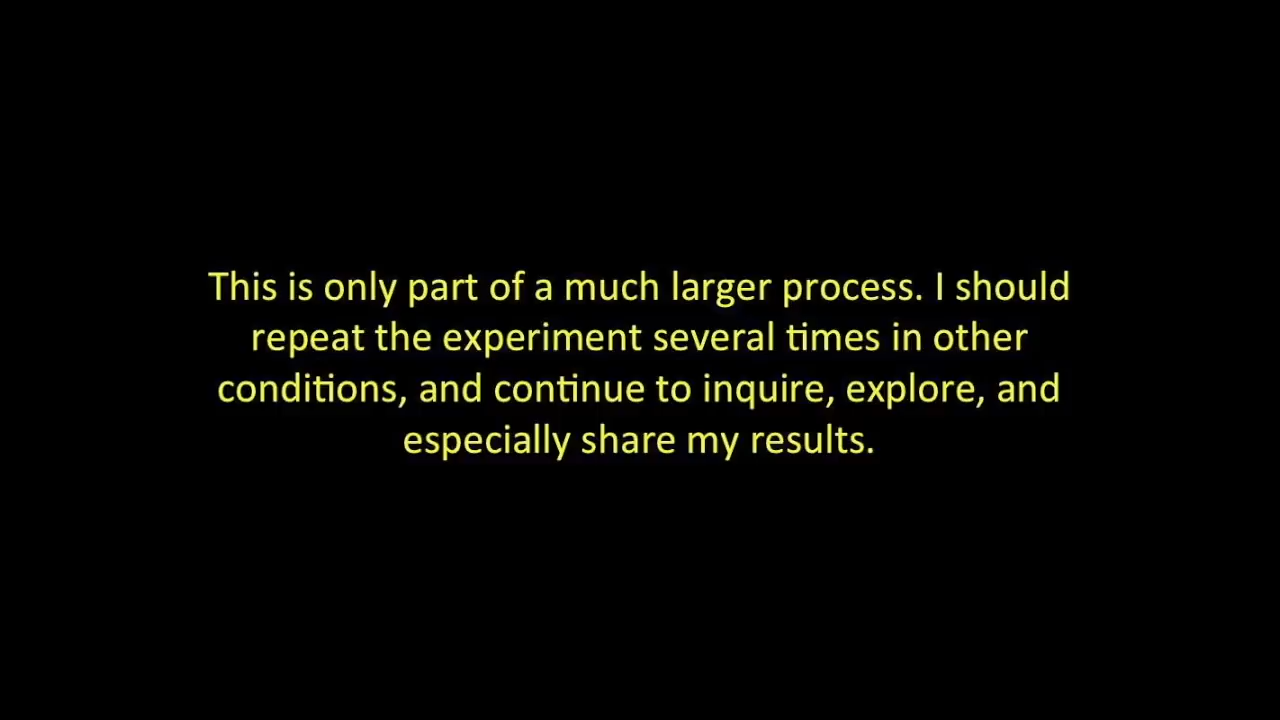 This is only part of a much larger process. I should
repeat the experiment several times in other
conditions, and continue to inquire, explore, and
especially share my results.